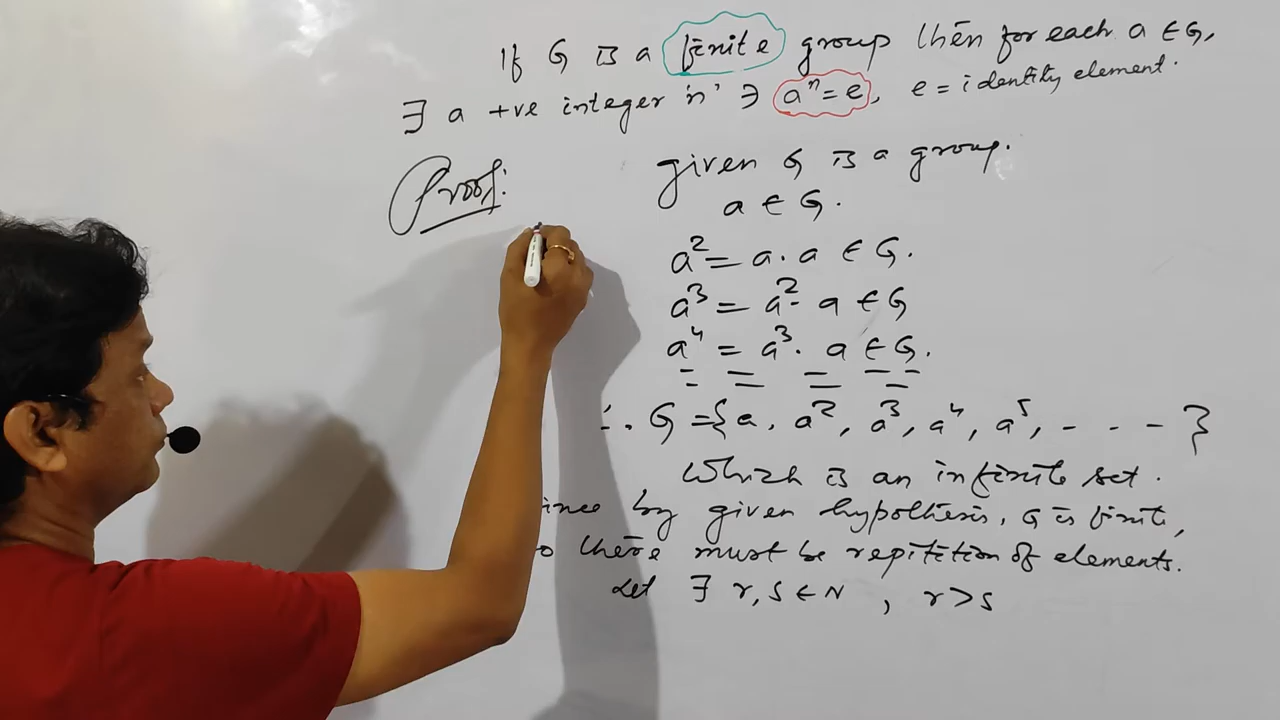 If G is a finite group then for each a ∈ G,
∃ a +ve integer 'n' ∋ aⁿ = e, e = identity element.
Proof:
given G is a group.
a ∈ G.
a² = a. a ∈ G.
a³ = a². a ∈ G
a⁴ = a³. a ∈ G.
∴ G = {a, a², a³, a⁴, a⁵, - - - }
Which is an infinite set.
ince by given hypothesis, G is finite,
o there must be repitition of elements.
Let ∃ r, s ∈ N , r > s